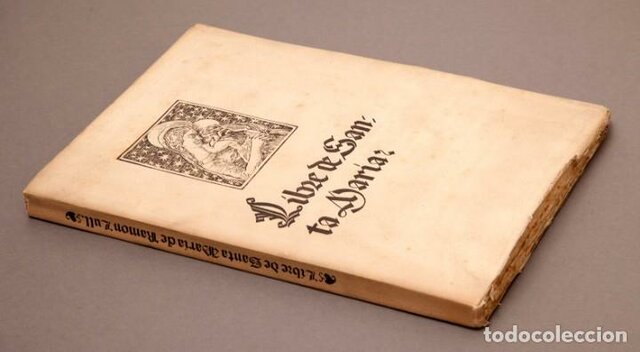 Libre de San-
ta Maria:
Libre de Santa Maria de Ramon Lull
todocoleccion